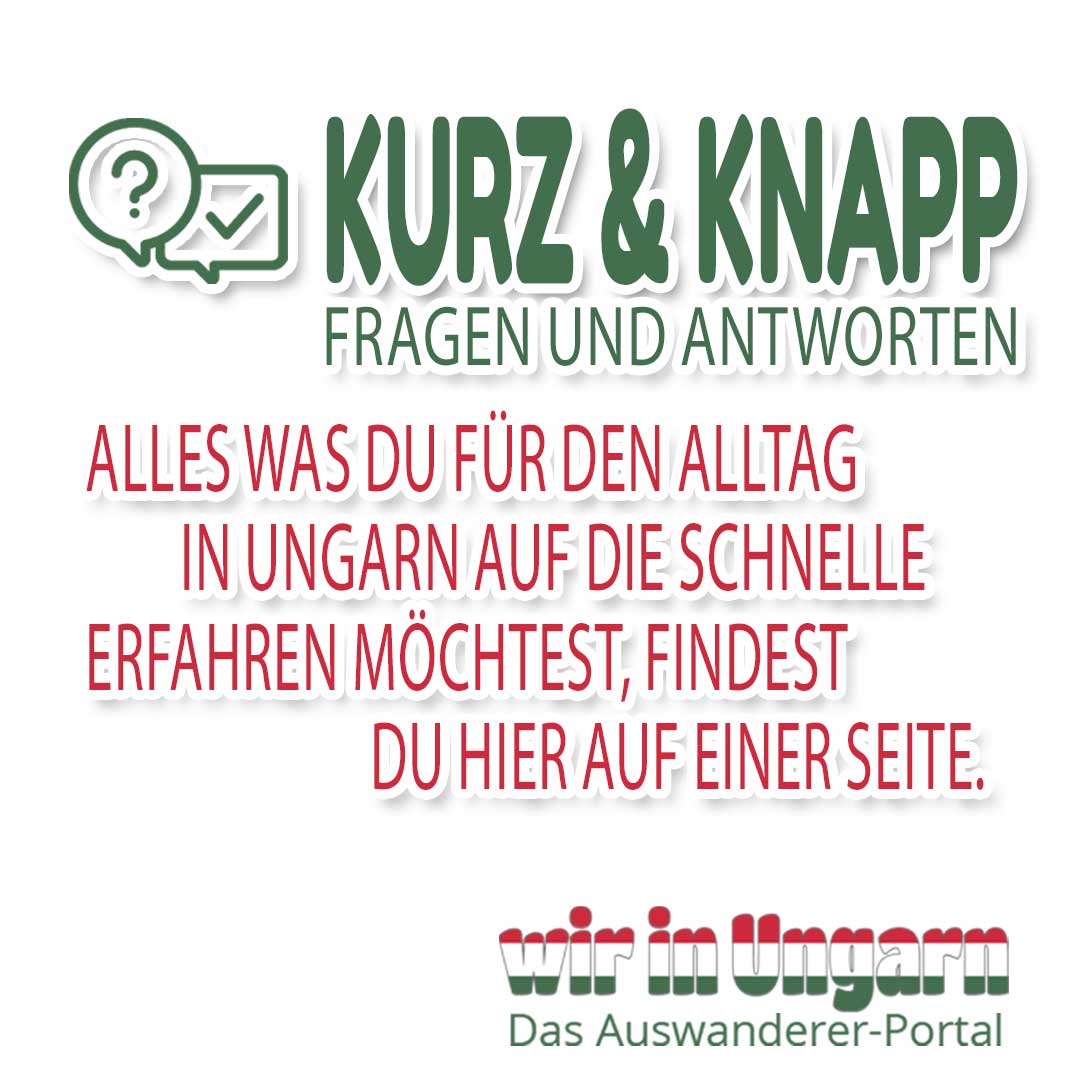 KURZ & KNAPP
FRAGEN UND ANTWORTEN
ALLES WAS DU FÜR DEN ALLTAG
IN UNGARN AUF DIE SCHNELLE
ERFAHREN MÖCHTEST, FINDEST
DU HIER AUF EINER SEITE.
wir in Ungarn
Das Auswanderer-Portal